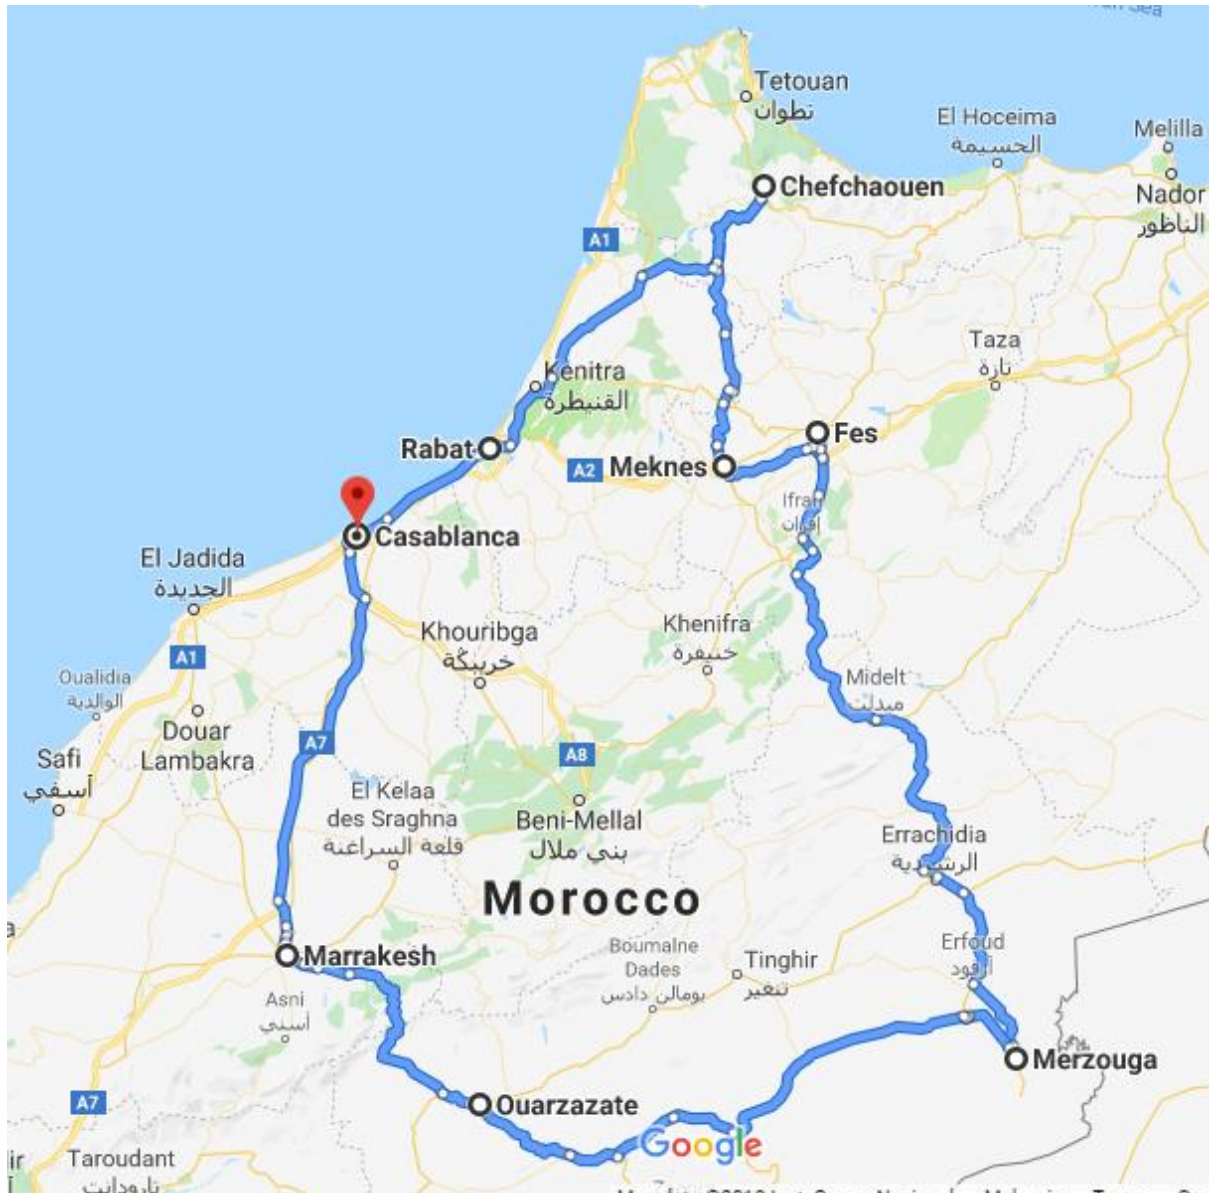 Tetouan
تطوان
El Hoceima
الحسيمة
Melilla
Chefchaouen
Nador
الناظور
A1
Taza
تازة
Kenitra
القنيطرة
Fes
Rabat
A2
Meknes
Ifran
إفران
Casablanca
El Jadida
الجديدة
Khouribga
خريبڭة
Khenifra
خنيفرة
A1
Oualidia
الوالدية
Midelt
ميدلت
Douar
Lambakra
A7
A8
Safi
أسفي
El Kelaa
des Sraghna
قلعة السراغنة
Beni-Mellal
بني ملال
Errachidia
الرشيدية
Morocco
Marrakesh
Boumalne
Dades
بومالن دادس
Tinghir
تنغير
Erfoud
أرفود
Asni
أسني
Merzouga
A7
Ouarzazate
Google
Taroudant
تارودانت